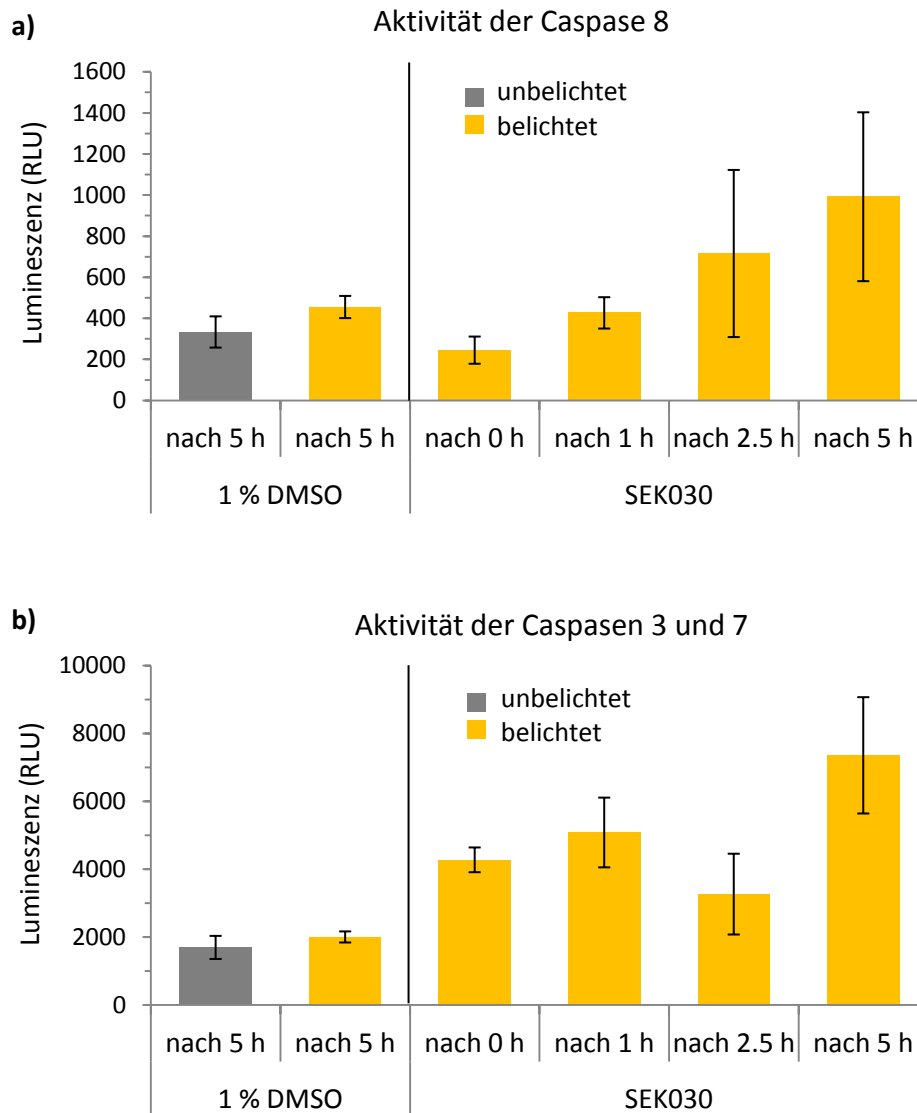 a)
Aktivität der Caspase 8
Lumineszenz (RLU)
1600
1400
1200
1000
800
600
400
200
0
unbelichtet
belichtet
nach 5 h nach 5 h nach 0 h nach 1 h nach 2.5 h nach 5 h
1 % DMSO SEK030
b)
Aktivität der Caspasen 3 und 7
Lumineszenz (RLU)
10000
8000
6000
4000
2000
0
unbelichtet
belichtet
nach 5 h nach 5 h nach 0 h nach 1 h nach 2.5 h nach 5 h
1 % DMSO SEK030